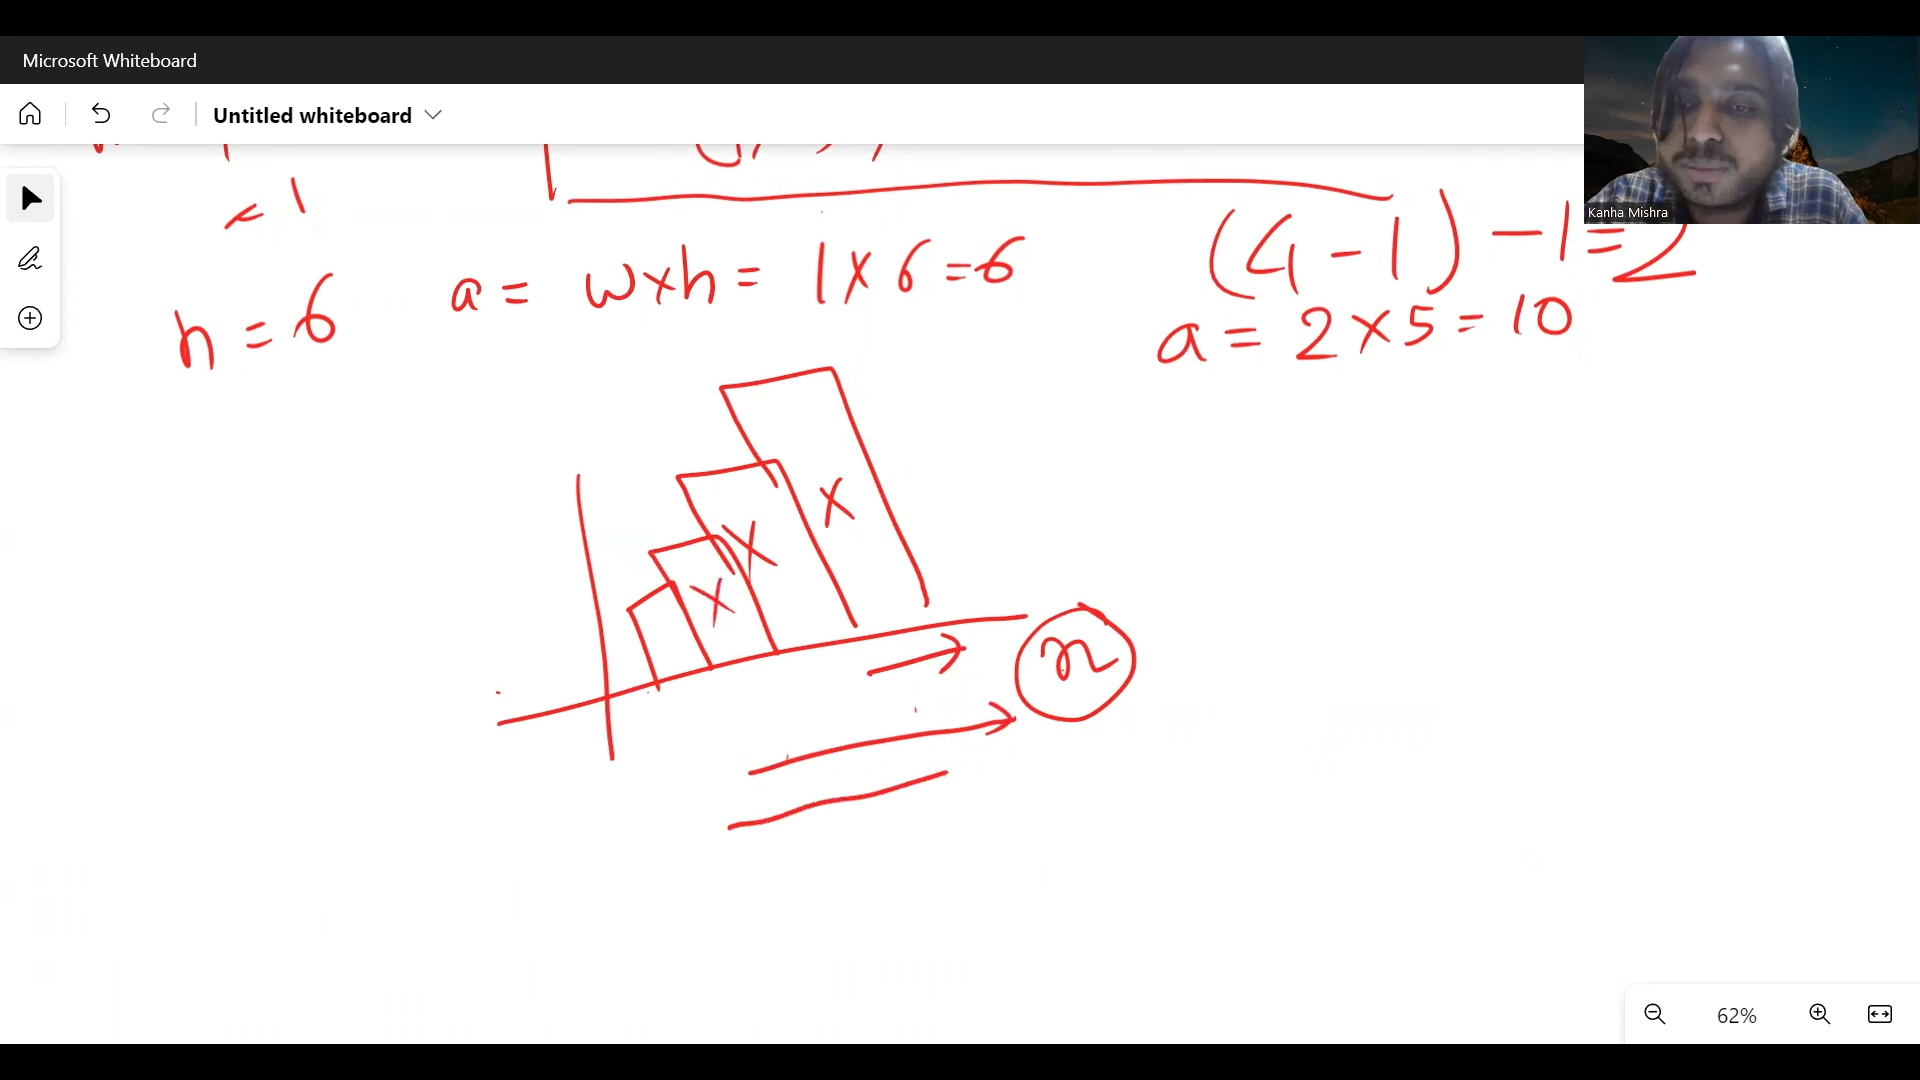 Microsoft Whiteboard
Untitled whiteboard
Kanha Mishra
(4-1)-1=2
h = 6
a = w×h = 1×6=6
a = 2×5=10
x
x
x
n
62%